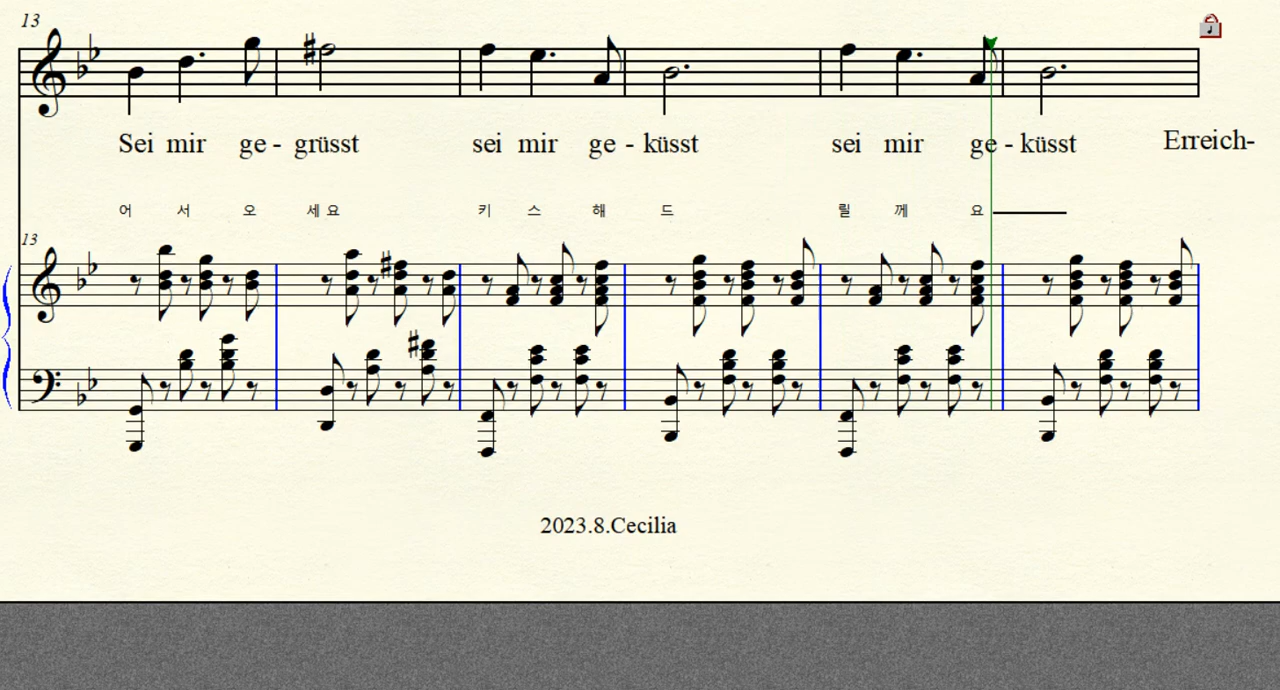 13
Sei mir ge - grüsst sei mir ge - küsst sei mir ge - küsst Erreich-
어 서 오 세 요 키 스 해 드 릴 께 요
13
2023.8.Cecilia